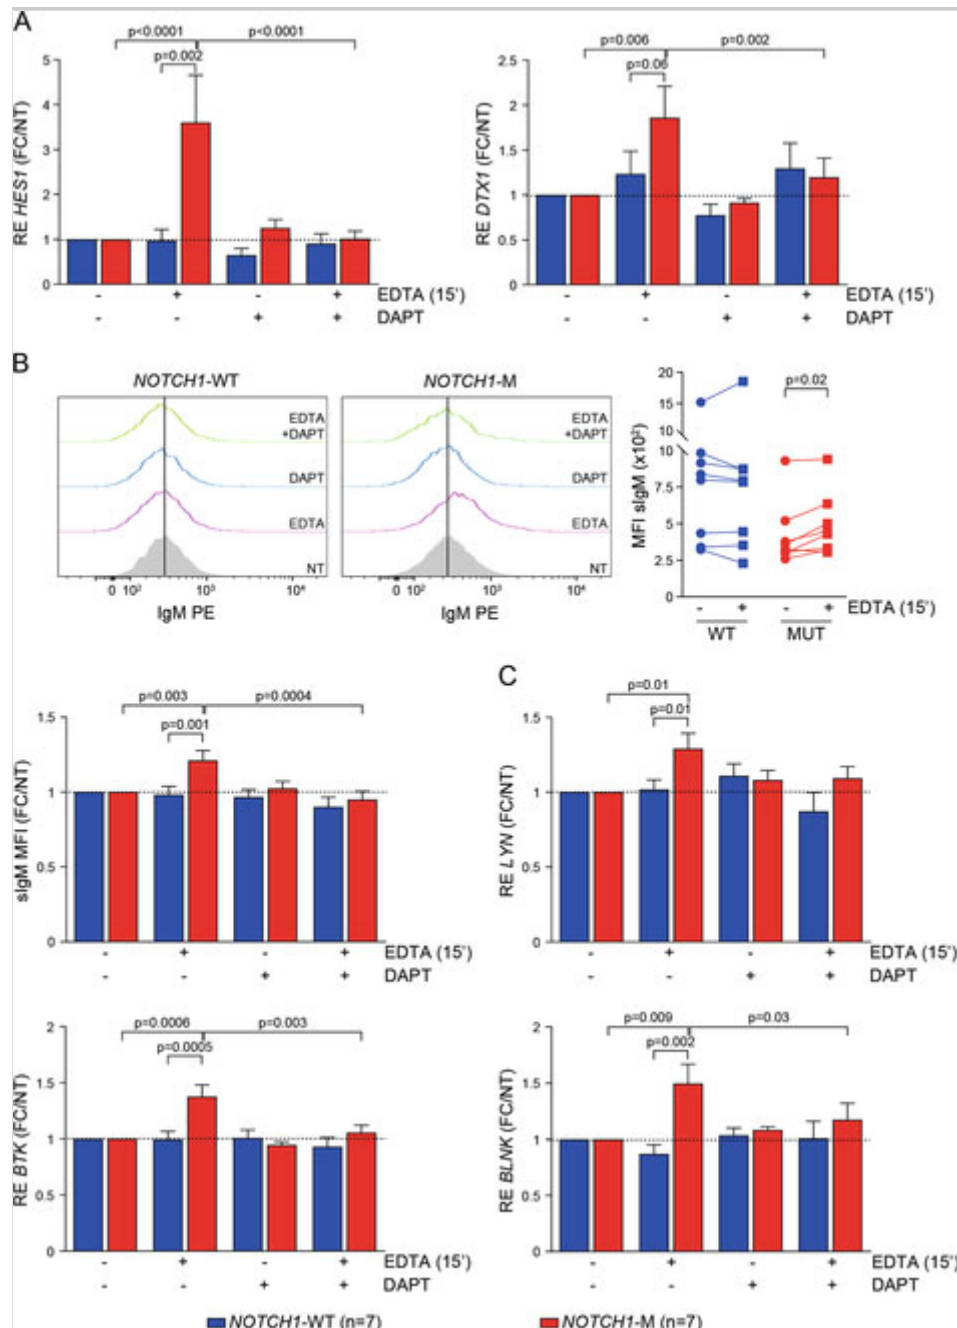 A
p<0.0001 p<0.0001
p=0.002
RE HES1 (FC/NT)
5
4
3
2
1
0
- + - + EDTA (15')
- - + + DAPT
p=0.006 p=0.002
p=0.06
RE DTX1 (FC/NT)
2.5
2
1.5
1
0.5
0
- + - + EDTA (15')
- - + + DAPT
B
NOTCH1-WT
EDTA
+DAPT
DAPT
EDTA
NT
0 10² 10³ 10⁴
IgM PE
NOTCH1-M
EDTA
+DAPT
DAPT
EDTA
NT
0 10² 10³ 10⁴
IgM PE
MFI sIgM (x10²)
20
15
10
10
7.5
5
2.5
0
p=0.02
- + - + EDTA (15')
WT MUT
p=0.003 p=0.0004
p=0.001
sIgM MFI (FC/NT)
1.5
1
0.5
0
- + - + EDTA (15')
- - + + DAPT
C
p=0.01
p=0.01
RE LYN (FC/NT)
1.5
1
0.5
0
- + - + EDTA (15')
- - + + DAPT
p=0.0006 p=0.003
p=0.0005
RE BTK (FC/NT)
2
1.5
1
0.5
0
- + - + EDTA (15')
- - + + DAPT
p=0.009 p=0.03
p=0.002
RE BLNK (FC/NT)
2
1.5
1
0.5
0
- + - + EDTA (15')
- - + + DAPT
NOTCH1-WT (n=7) NOTCH1-M (n=7)